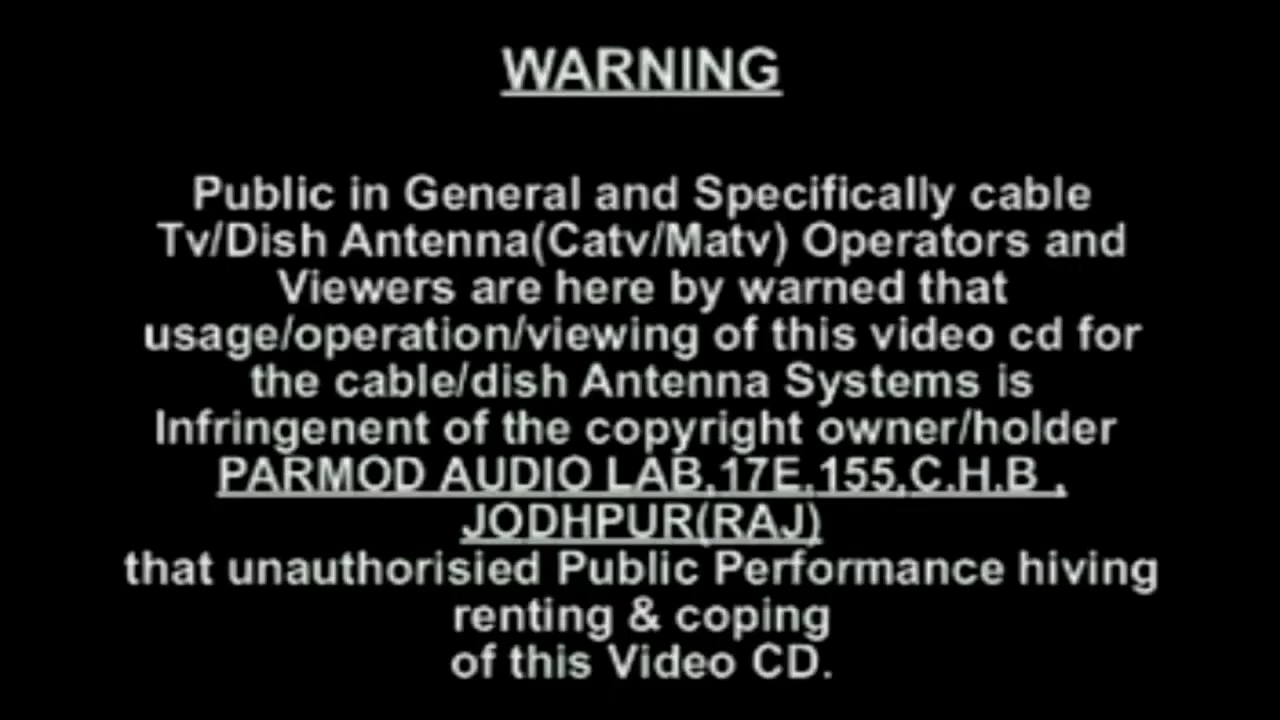 WARNING
Public in General and Specifically cable
Tv/Dish Antenna(Catv/Matv) Operators and
Viewers are here by warned that
usage/operation/viewing of this video cd for
the cable/dish Antenna Systems is
Infringenent of the copyright owner/holder
PARMOD AUDIO LAB,17E,155,C.H.B ,
JODHPUR(RAJ)
that unauthorisied Public Performance hiving
renting & coping
of this Video CD.